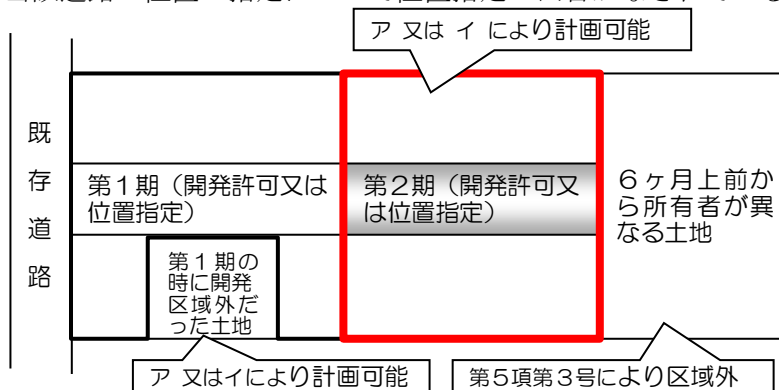 ア 又は イ により計画可能
既存道路
第1期（開発許可又は
位置指定）
第2期（開発許可又
は位置指定）
６ヶ月上前か
ら所有者が異
なる土地
第1期の
時に開発
区域外だ
った土地
ア 又はイにより計画可能
第5項第3号により区域外